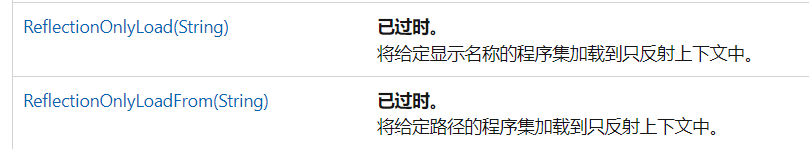 ReflectionOnlyLoad(String)
已过时。
将给定显示名称的程序集加载到只反射上下文中。
ReflectionOnlyLoadFrom(String)
已过时。
将给定路径的程序集加载到只反射上下文中。